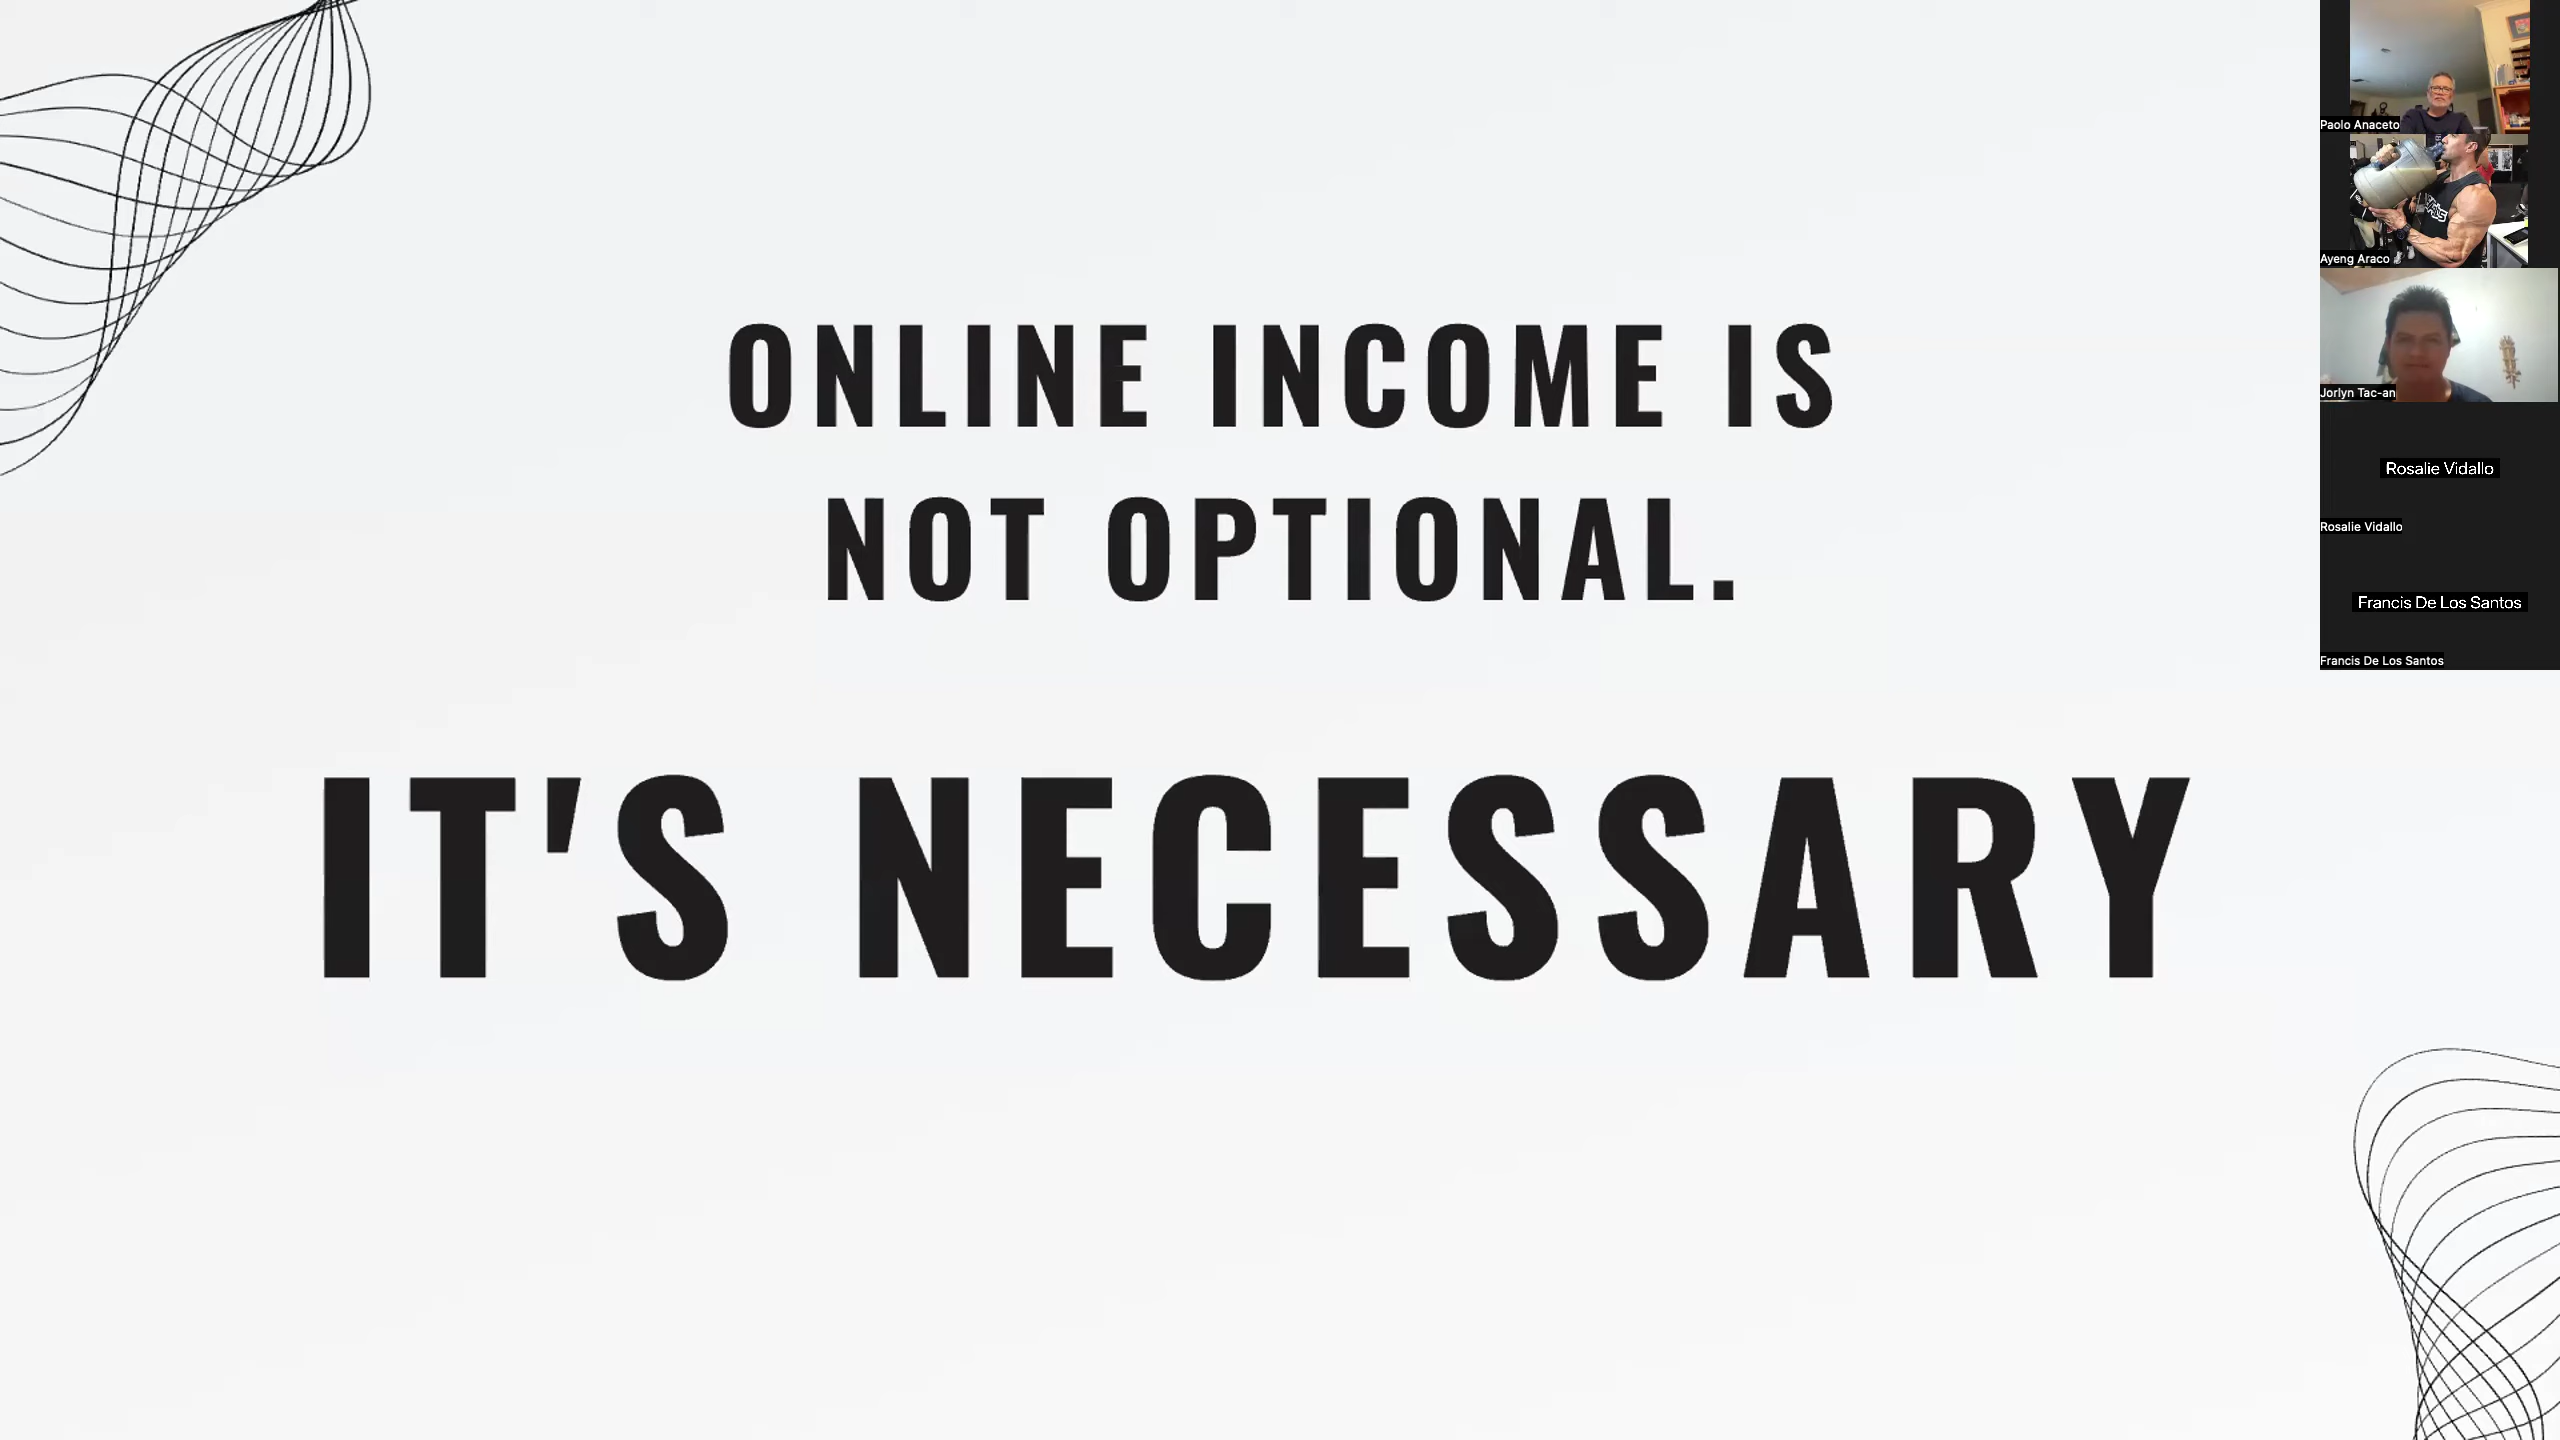 ONLINE INCOME IS
NOT OPTIONAL.
IT'S NECESSARY
Paolo Anaceto
Ayeng Araco
Jorlyn Tac-an
Rosalie Vidallo
Rosalie Vidallo
Francis De Los Santos
Francis De Los Santos